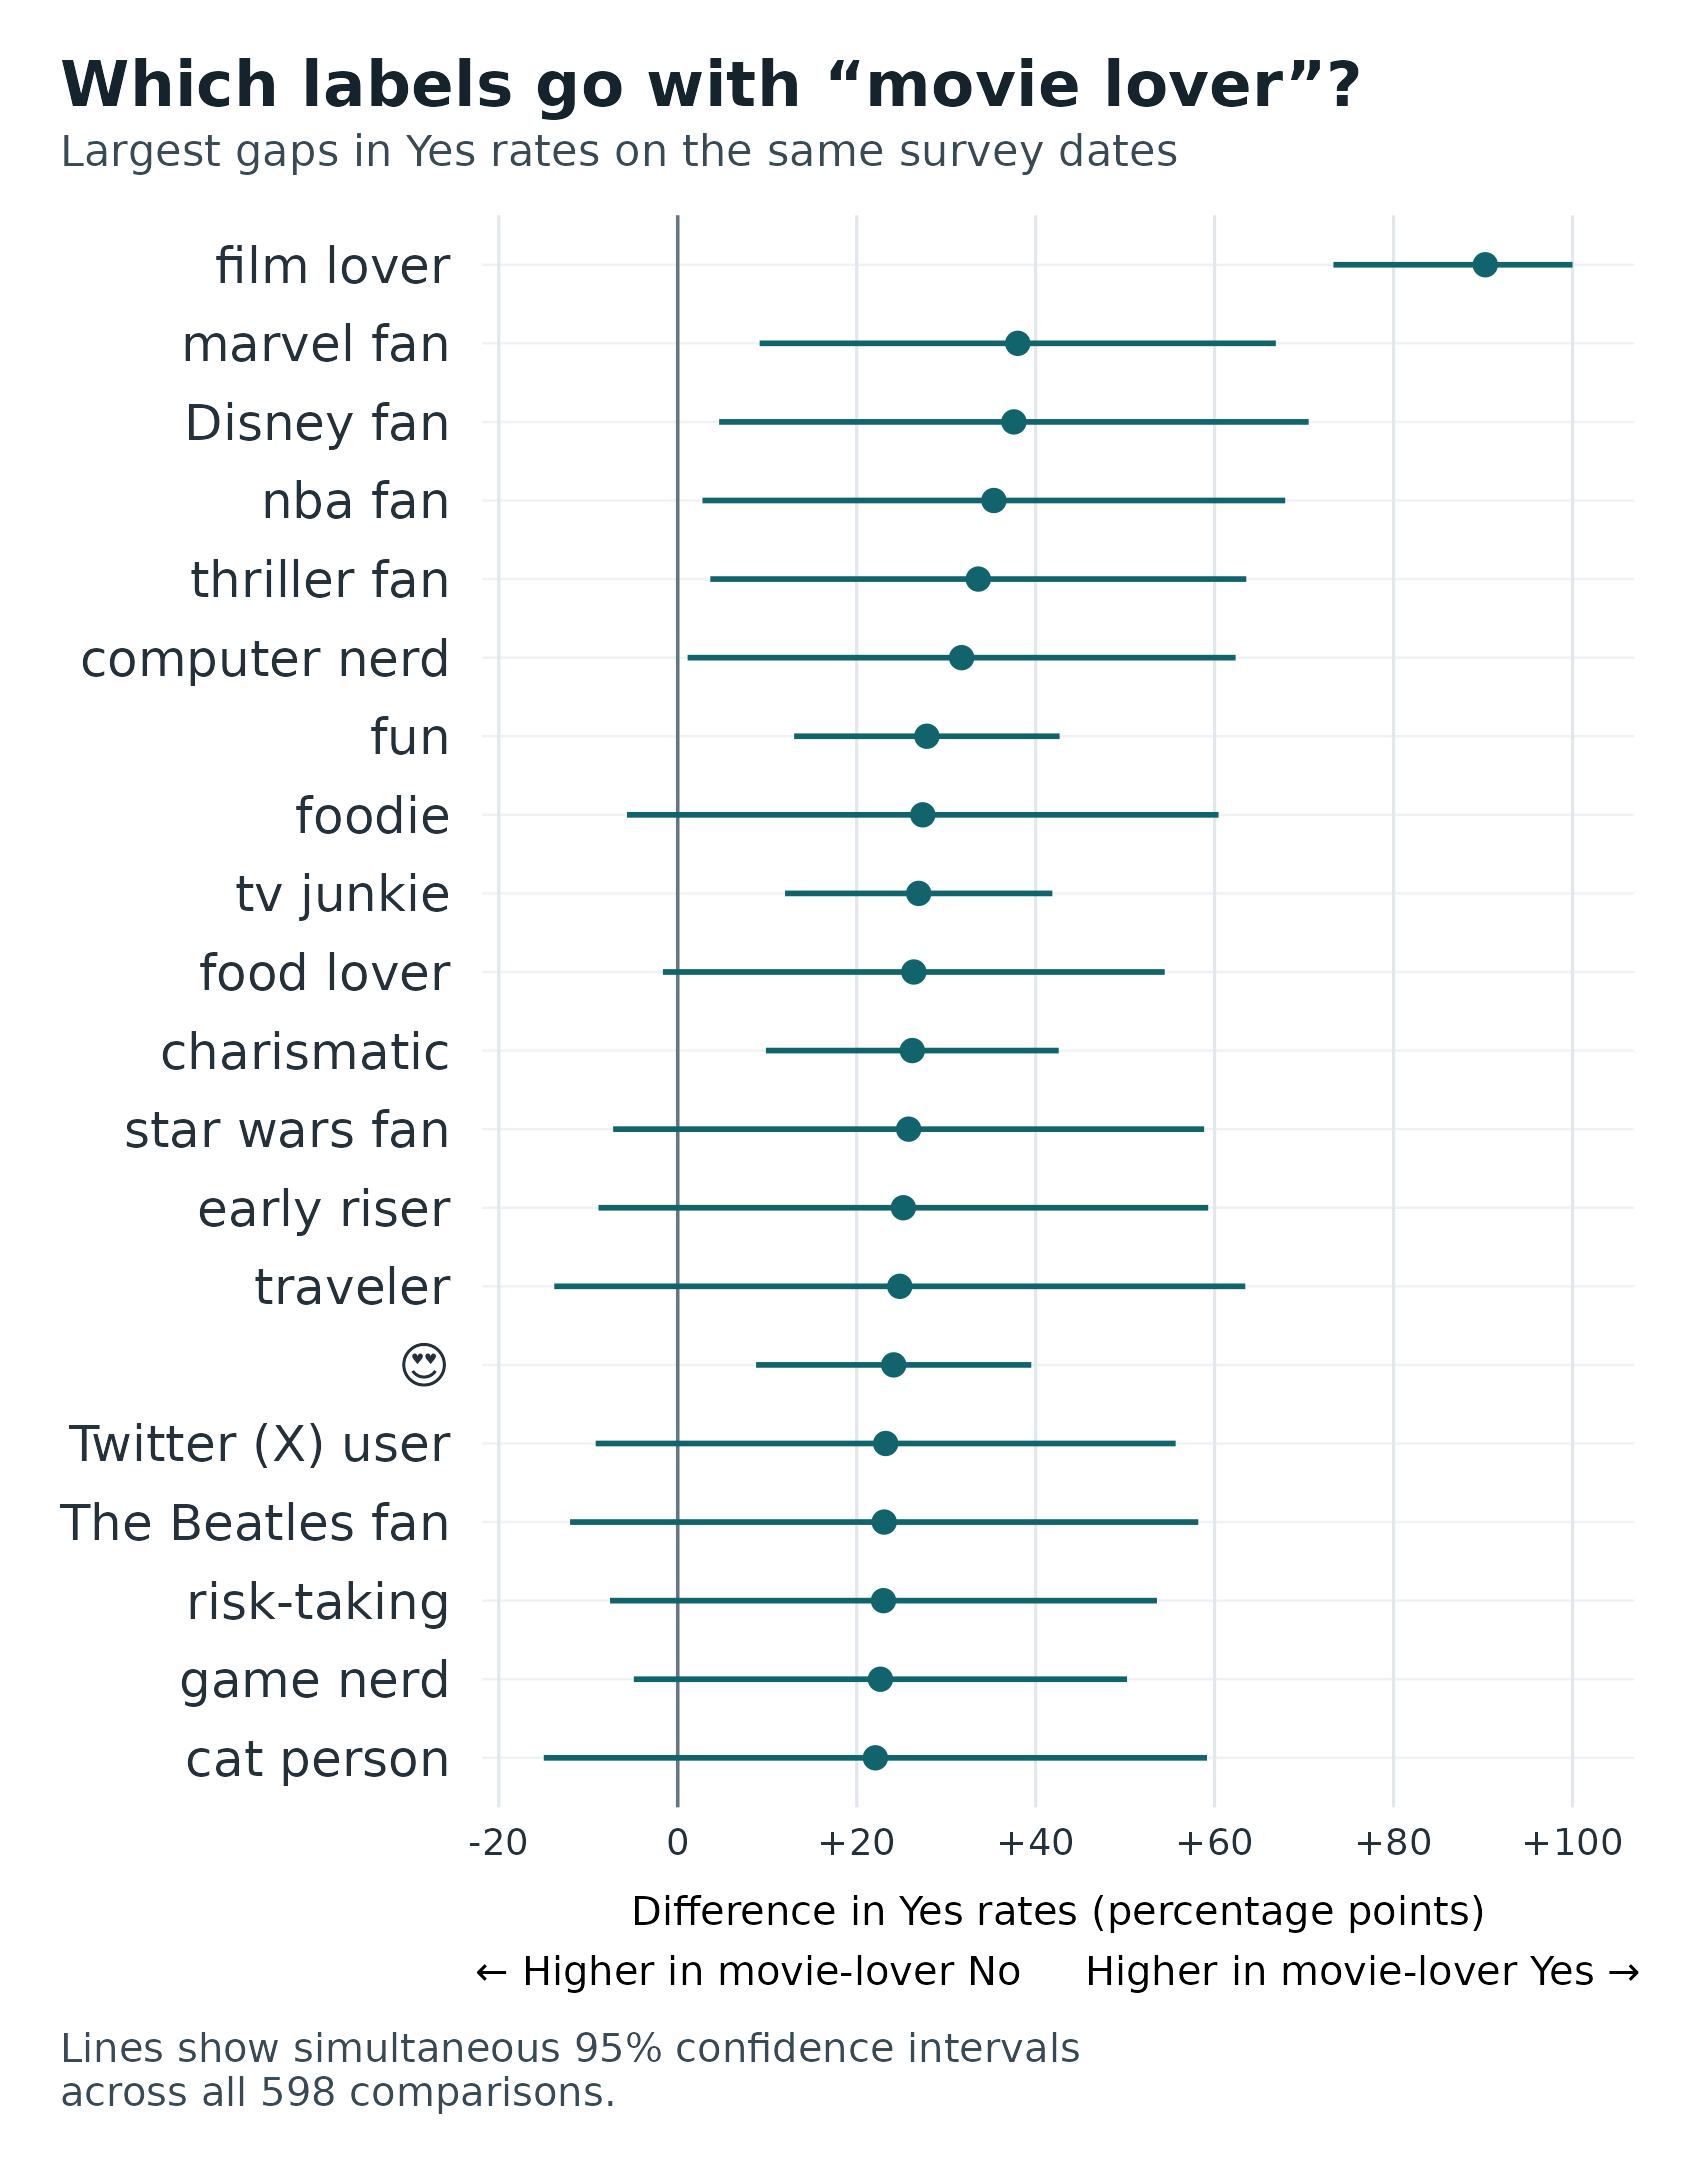 Which labels go with “movie lover”?
Largest gaps in Yes rates on the same survey dates
film lover
marvel fan
Disney fan
nba fan
thriller fan
computer nerd
fun
foodie
tv junkie
food lover
charismatic
star wars fan
early riser
traveler
😍
Twitter (X) user
The Beatles fan
risk-taking
game nerd
cat person
-20 0 +20 +40 +60 +80 +100
Difference in Yes rates (percentage points)
← Higher in movie-lover No Higher in movie-lover Yes →
Lines show simultaneous 95% confidence intervals
across all 598 comparisons.